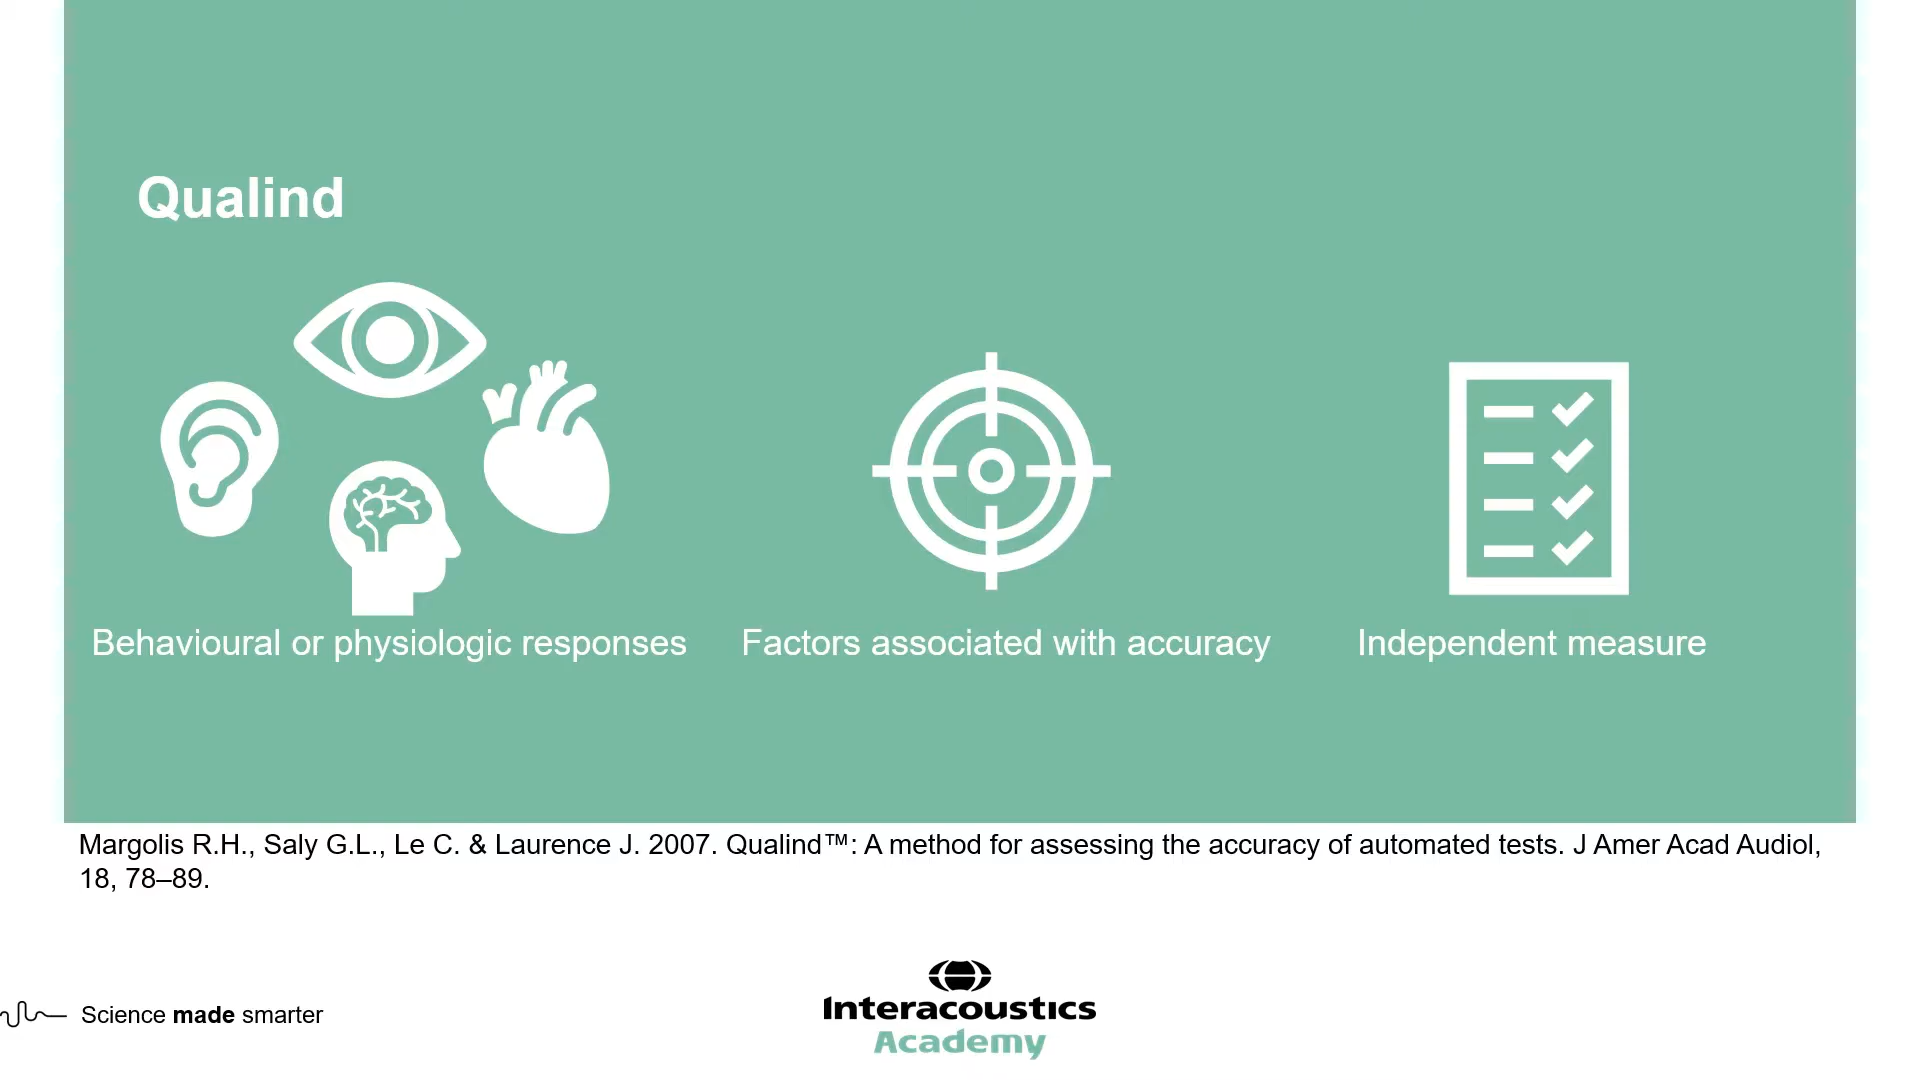 Qualind
Behavioural or physiologic responses
Factors associated with accuracy
Independent measure
Margolis R.H., Saly G.L., Le C. & Laurence J. 2007. Qualind™: A method for assessing the accuracy of automated tests. J Amer Acad Audiol,
18, 78–89.
Science made smarter
Interacoustics
Academy